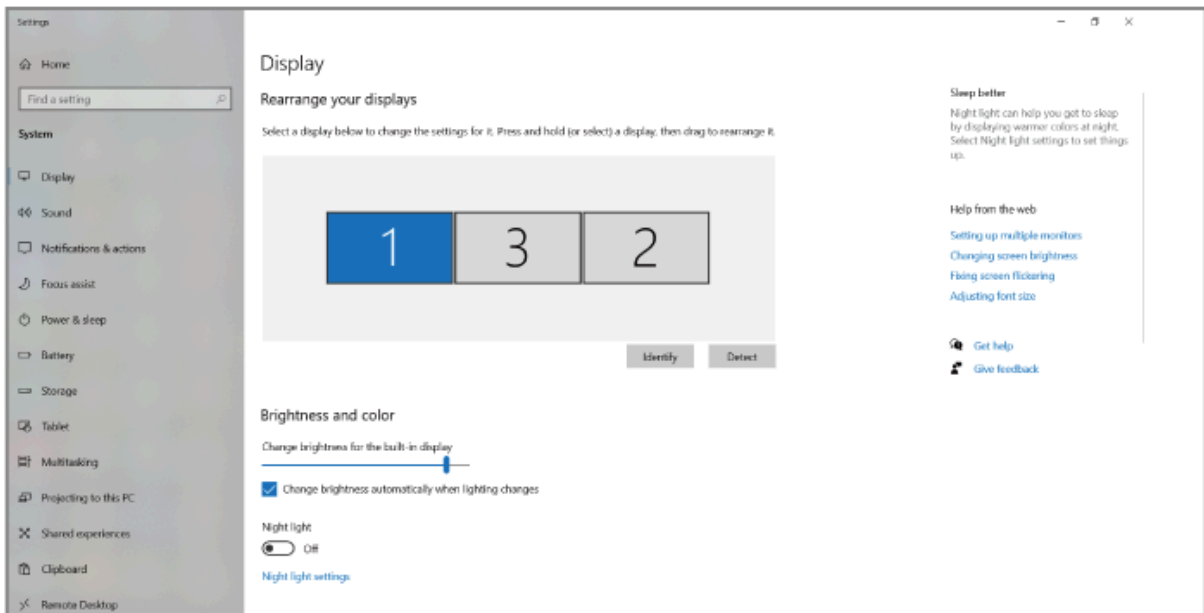 Settings
Home
Find a setting
System
Display
Sound
Notifications & actions
Focus assist
Power & sleep
Battery
Storage
Tablet
Multitasking
Projecting to this PC
Shared experiences
Clipboard
Remote Desktop
Display
Rearrange your displays
Select a display below to change the settings for it. Press and hold (or select) a display, then drag to rearrange it.
1 3 2
Identify Detect
Brightness and color
Change brightness for the built-in display
Change brightness automatically when lighting changes
Night light
Off
Night light settings
Sleep better
Night light can help you get to sleep
by displaying warmer colors at night.
Select Night light settings to set things
up.
Help from the web
Setting up multiple monitors
Changing screen brightness
Fixing screen flickering
Adjusting font size
Get help
Give feedback